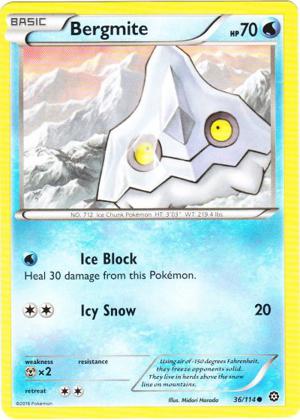 BASIC
Bergmite
HP70
NO. 712 Ice Chunk Pokémon HT: 3'03" WT: 219.4 lbs.
Ice Block
Heal 30 damage from this Pokémon.
Icy Snow 20
weakness resistance
×2
retreat
Using air of -150 degrees Fahrenheit,
they freeze opponents solid.
They live in herds above the snow
line on mountains.
©2016 Pokémon
Illus. Midori Harada
36/114